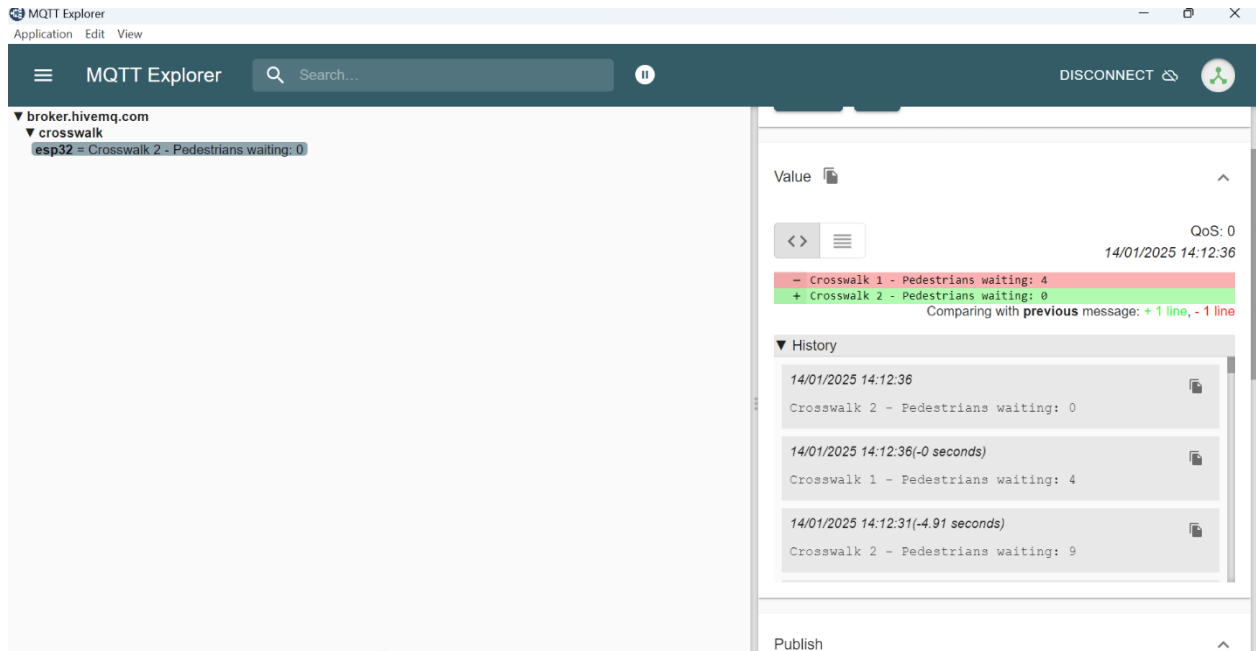 MQTT Explorer
Application Edit View
MQTT Explorer
Search...
DISCONNECT
▼ broker.hivemq.com
▼ crosswalk
esp32 = Crosswalk 2 - Pedestrians waiting: 0
Value
QoS: 0
14/01/2025 14:12:36
- Crosswalk 1 - Pedestrians waiting: 4
+ Crosswalk 2 - Pedestrians waiting: 0
Comparing with previous message: + 1 line, - 1 line
▼ History
14/01/2025 14:12:36
Crosswalk 2 - Pedestrians waiting: 0
14/01/2025 14:12:36(-0 seconds)
Crosswalk 1 - Pedestrians waiting: 4
14/01/2025 14:12:31(-4.91 seconds)
Crosswalk 2 - Pedestrians waiting: 9
Publish